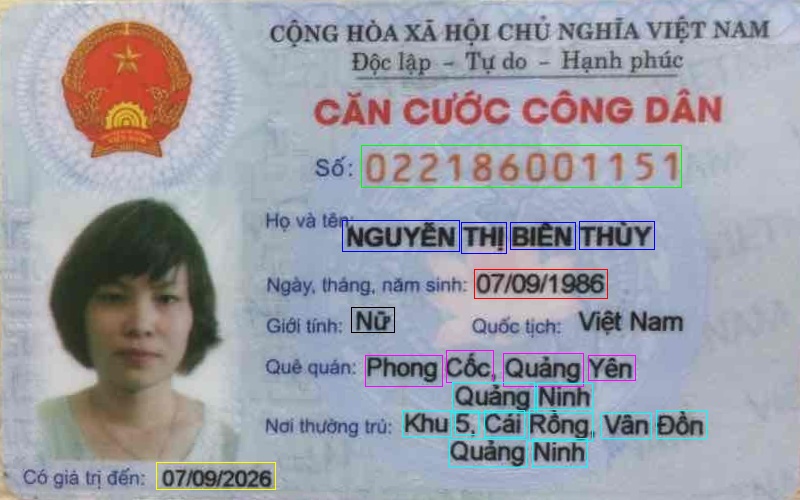 CỘNG HÒA XÃ HỘI CHỦ NGHĨA VIỆT NAM
Độc lập - Tự do - Hạnh phúc
CĂN CƯỚC CÔNG DÂN
Số: 022186001151
Họ và tên: NGUYỄN THỊ BIÊN THÙY
Ngày, tháng, năm sinh: 07/09/1986
Giới tính: Nữ Quốc tịch: Việt Nam
Quê quán: Phong Cốc, Quảng Yên
Quảng Ninh
Nơi thường trú: Khu 5, Cái Rồng, Vân Đồn
Quảng Ninh
Có giá trị đến: 07/09/2026